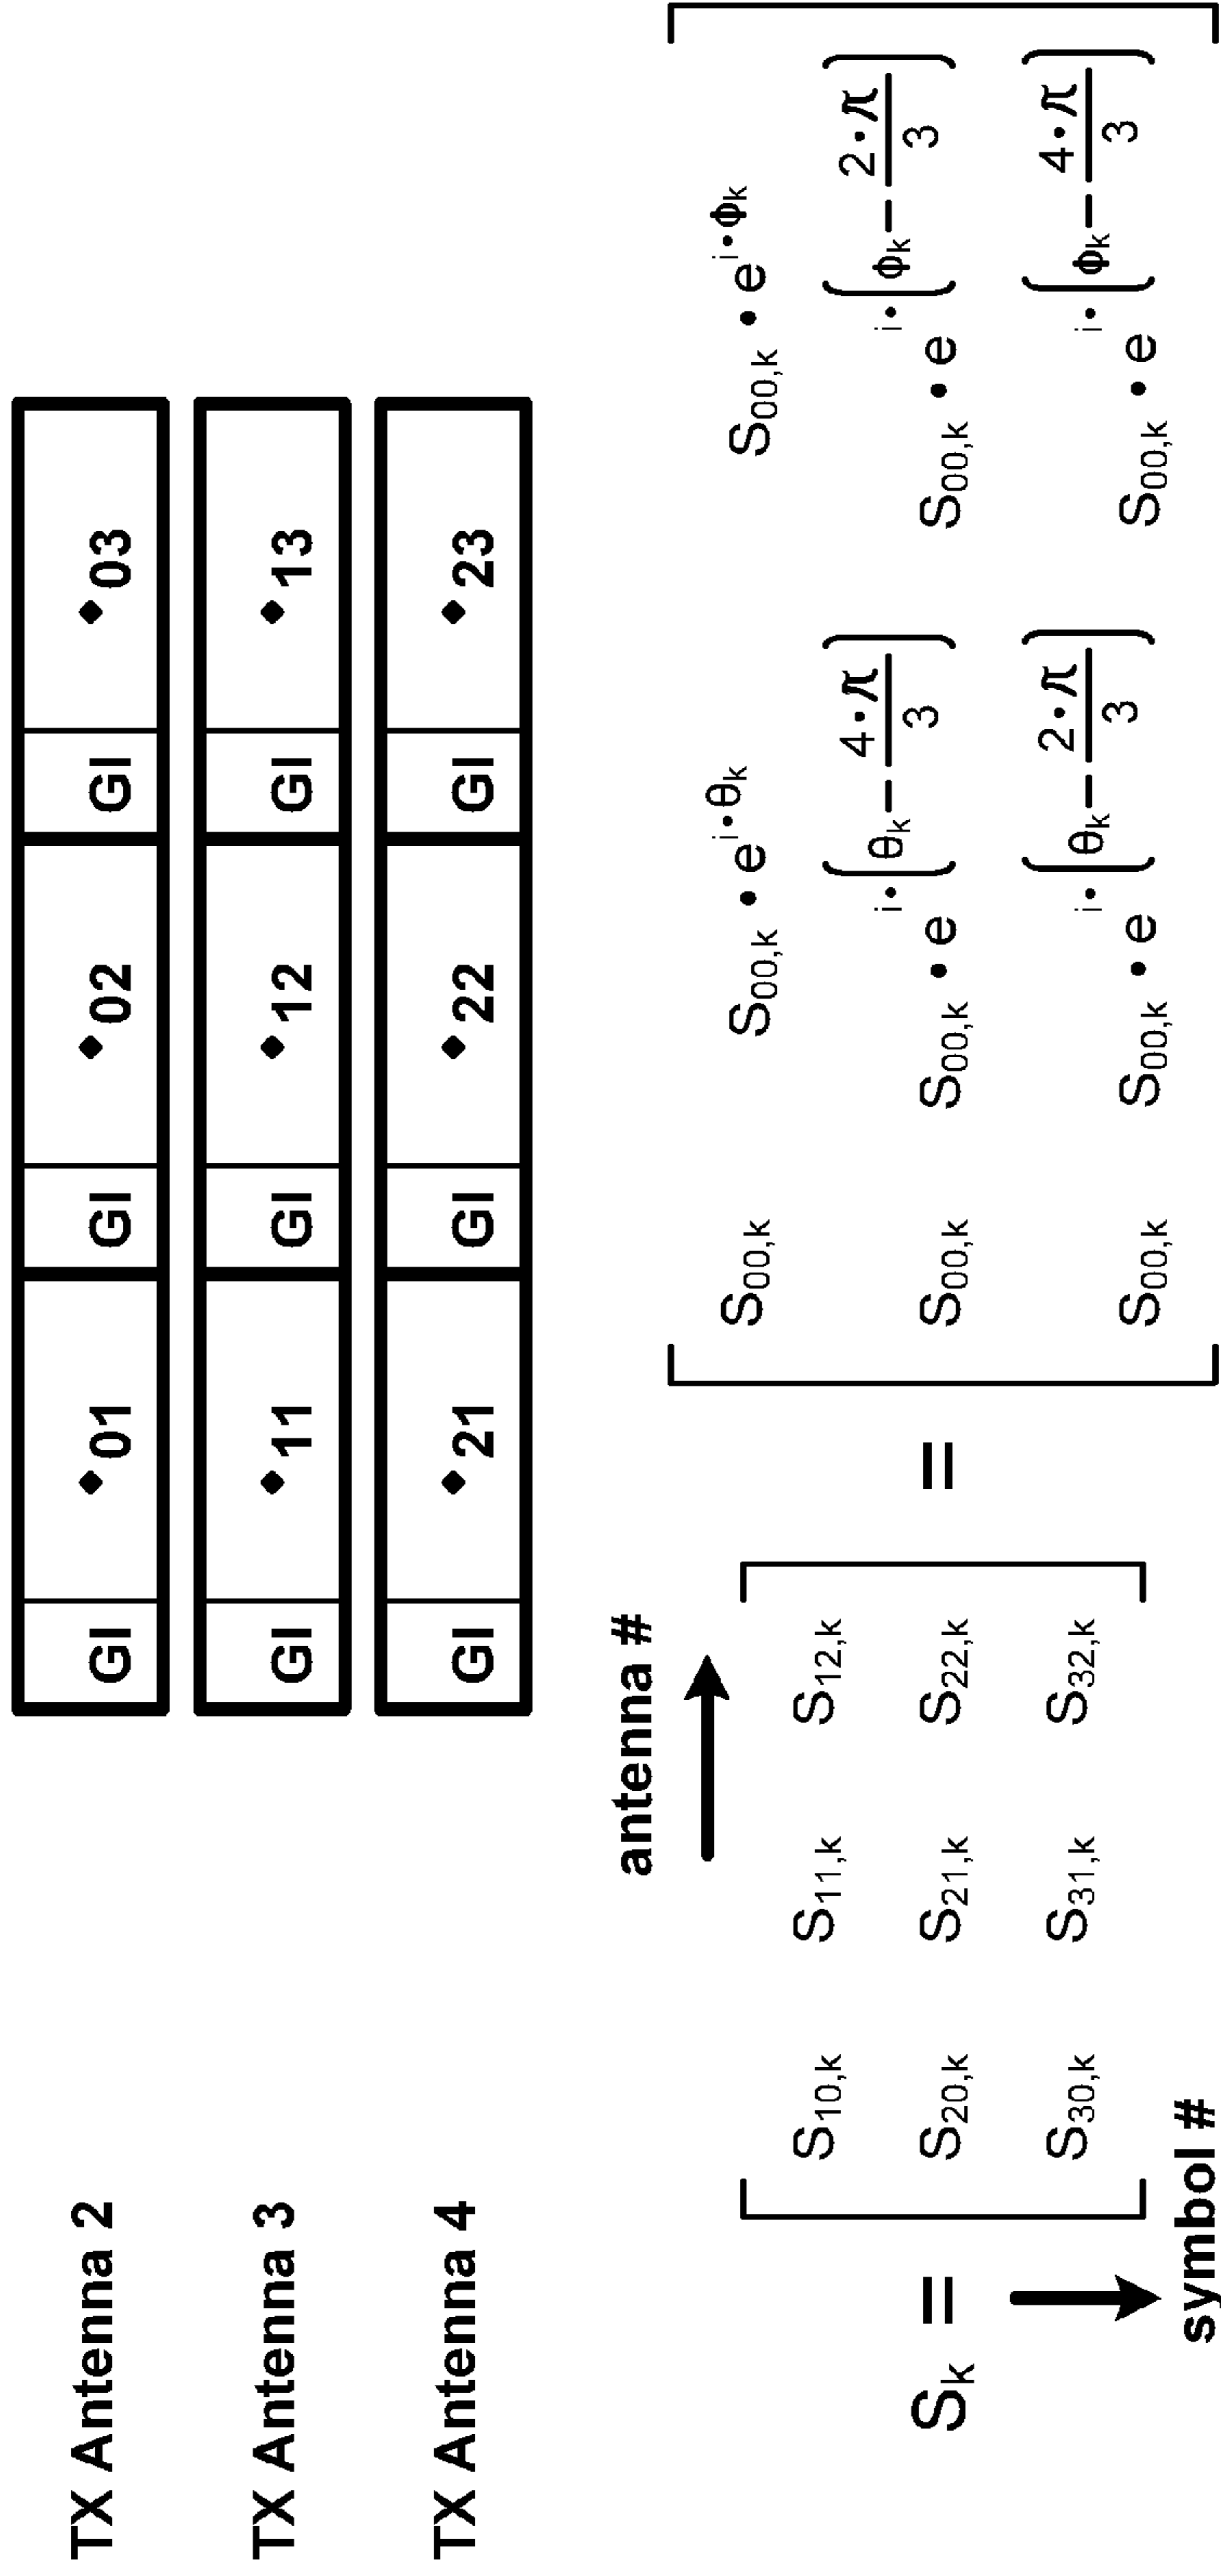 TX Antenna 2 GI ♦01 GI ♦02 GI ♦03
TX Antenna 3 GI ♦11 GI ♦12 GI ♦13
TX Antenna 4 GI ♦21 GI ♦22 GI ♦23
antenna #
S10,k S11,k S12,k S00,k S00,k • e^i•θk S00,k • e^i•ϕk
Sk = S20,k S21,k S22,k = S00,k S00,k • e^i•(θk − 4•π/3) S00,k • e^i•(ϕk − 2•π/3)
S30,k S31,k S32,k S00,k S00,k • e^i•(θk − 2•π/3) S00,k • e^i•(ϕk − 4•π/3)
symbol #